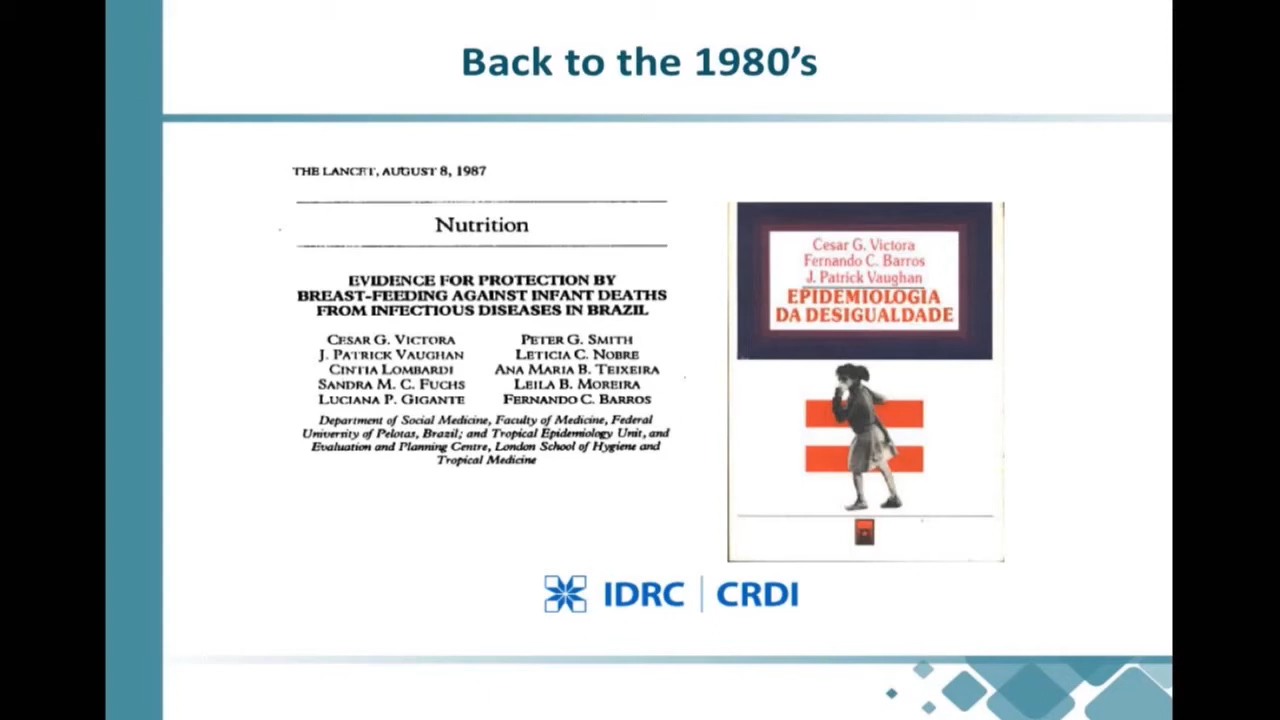 Back to the 1980's
THE LANCET, AUGUST 8, 1987
Nutrition
EVIDENCE FOR PROTECTION BY
BREAST-FEEDING AGAINST INFANT DEATHS
FROM INFECTIOUS DISEASES IN BRAZIL
CESAR G. VICTORA
J. PATRICK VAUGHAN
CINTIA LOMBARDI
SANDRA M. C. FUCHS
LUCIANA P. GIGANTE
PETER G. SMITH
LETICIA C. NOBRE
ANA MARIA B. TEIXEIRA
LEILA B. MOREIRA
FERNANDO C. BARROS
Department of Social Medicine, Faculty of Medicine, Federal
University of Pelotas, Brazil; and Tropical Epidemiology Unit, and
Evaluation and Planning Centre, London School of Hygiene and
Tropical Medicine
Cesar G. Victora
Fernando C. Barros
J. Patrick Vaughan
EPIDEMIOLOGIA
DA DESIGUALDADE
IDRC | CRDI